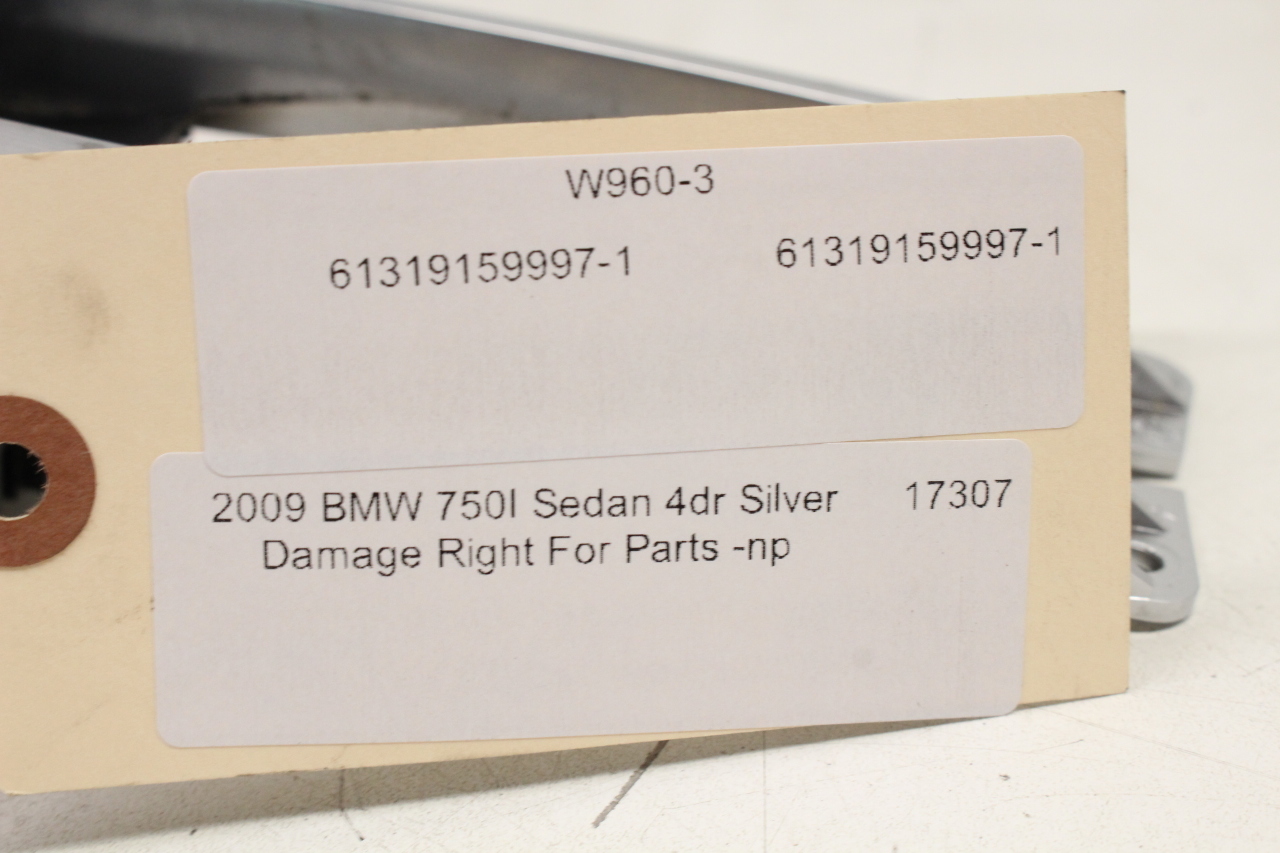 W960-3
61319159997-1 61319159997-1
2009 BMW 750I Sedan 4dr Silver 17307
Damage Right For Parts -np